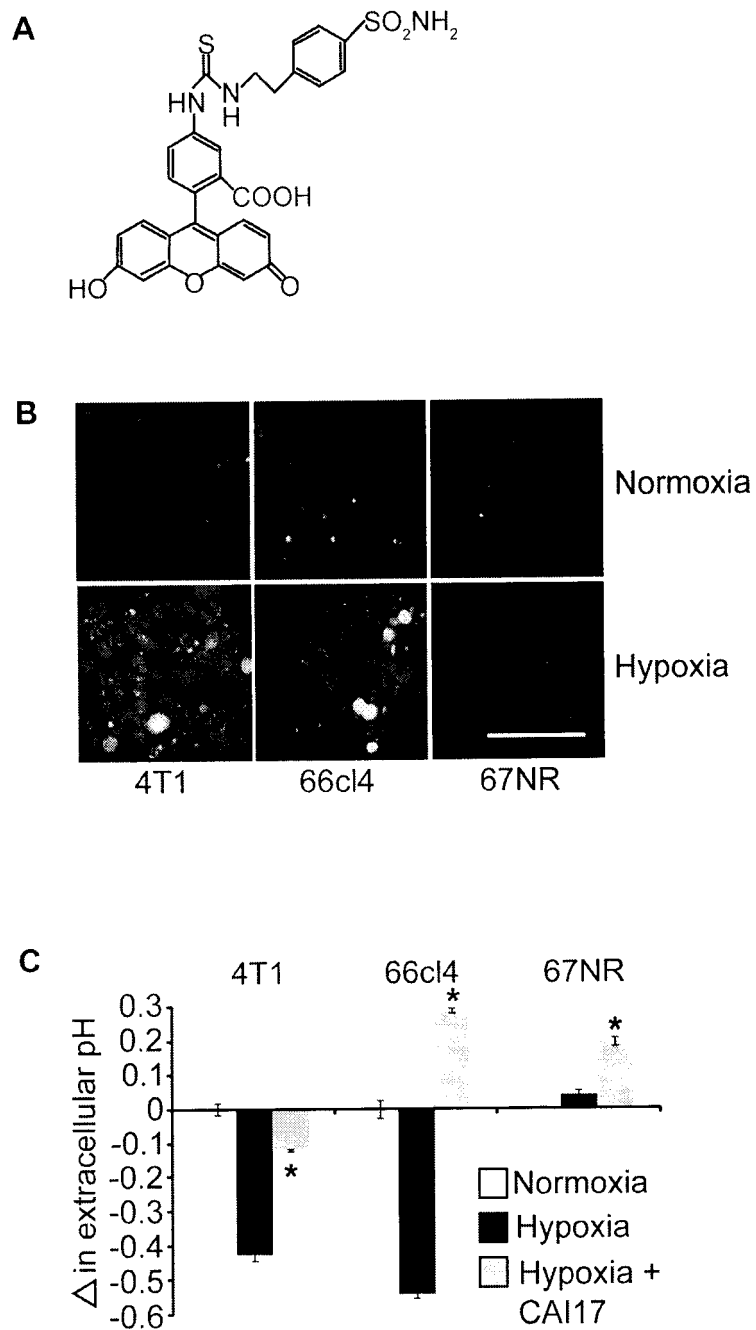 A
SO2NH2
S
HN
N
H
COOH
HO
O
O
B
Normoxia
Hypoxia
4T1
66cl4
67NR
C
4T1
66cl4
67NR
Δ in extracellular pH
0.3
0.2
0.1
0
-0.1
-0.2
-0.3
-0.4
-0.5
-0.6
*
*
*
Normoxia
Hypoxia
Hypoxia +
CAI17